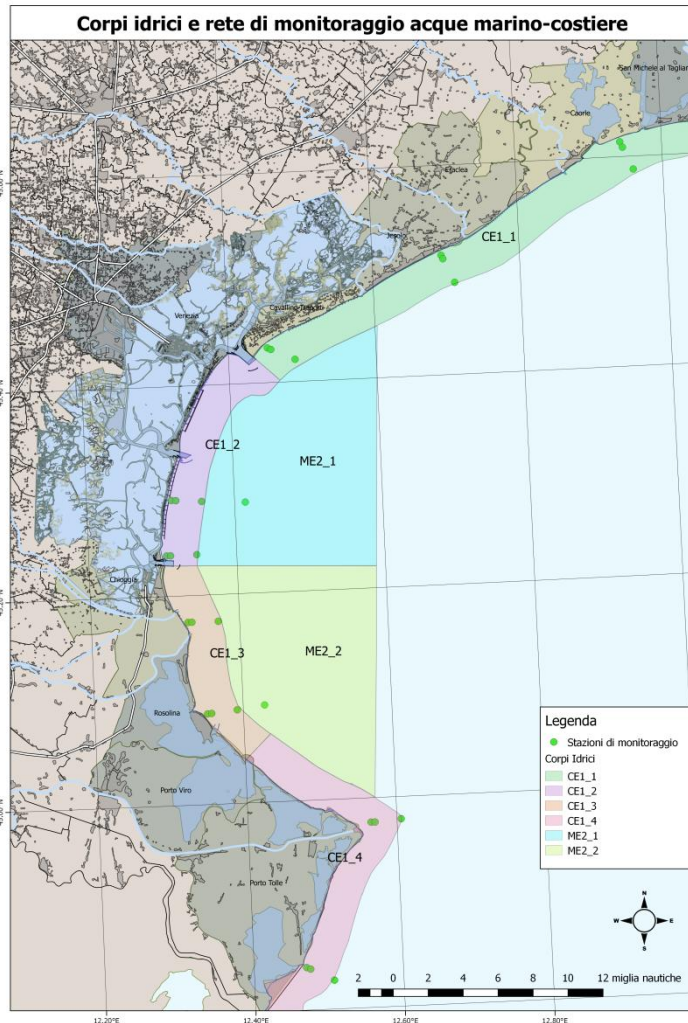 Corpi idrici e rete di monitoraggio acque marino-costiere
San Michele al Tagliam
Caorle
Eraclea
CE1_1
Jesolo
Cavallino-Treporti
Venezia
CE1_2
ME2_1
Chioggia
CE1_3
ME2_2
Rosolina
Porto Viro
CE1_4
Porto Tolle
Legenda
Stazioni di monitoraggio
Corpi Idrici
CE1_1
CE1_2
CE1_3
CE1_4
ME2_1
ME2_2
N
W E
S
2 0 2 4 6 8 10 12 miglia nautiche
12.20°E 12.40°E 12.60°E 12.80°E